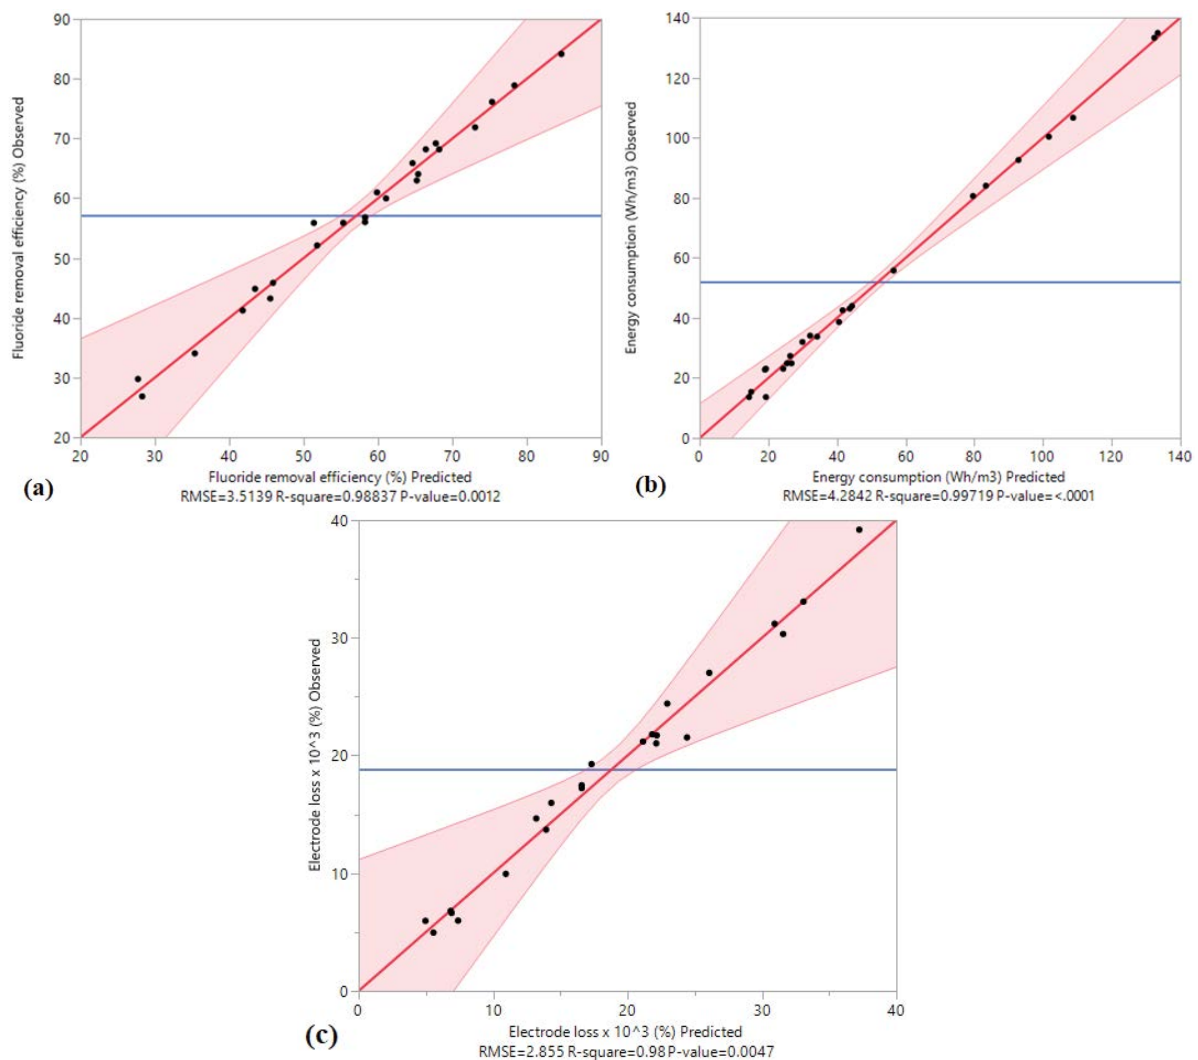 90
80
70
60
50
40
30
20
20 30 40 50 60 70 80 90
Fluoride removal efficiency (%) Observed
Fluoride removal efficiency (%) Predicted
RMSE=3.5139 R-square=0.98837 P-value=0.0012
(a)
140
120
100
80
60
40
20
0
0 20 40 60 80 100 120 140
Energy consumption (Wh/m3) Observed
Energy consumption (Wh/m3) Predicted
RMSE=4.2842 R-square=0.99719 P-value=<.0001
(b)
40
30
20
10
0
0 10 20 30 40
Electrode loss x 10^3 (%) Observed
Electrode loss x 10^3 (%) Predicted
RMSE=2.855 R-square=0.98 P-value=0.0047
(c)